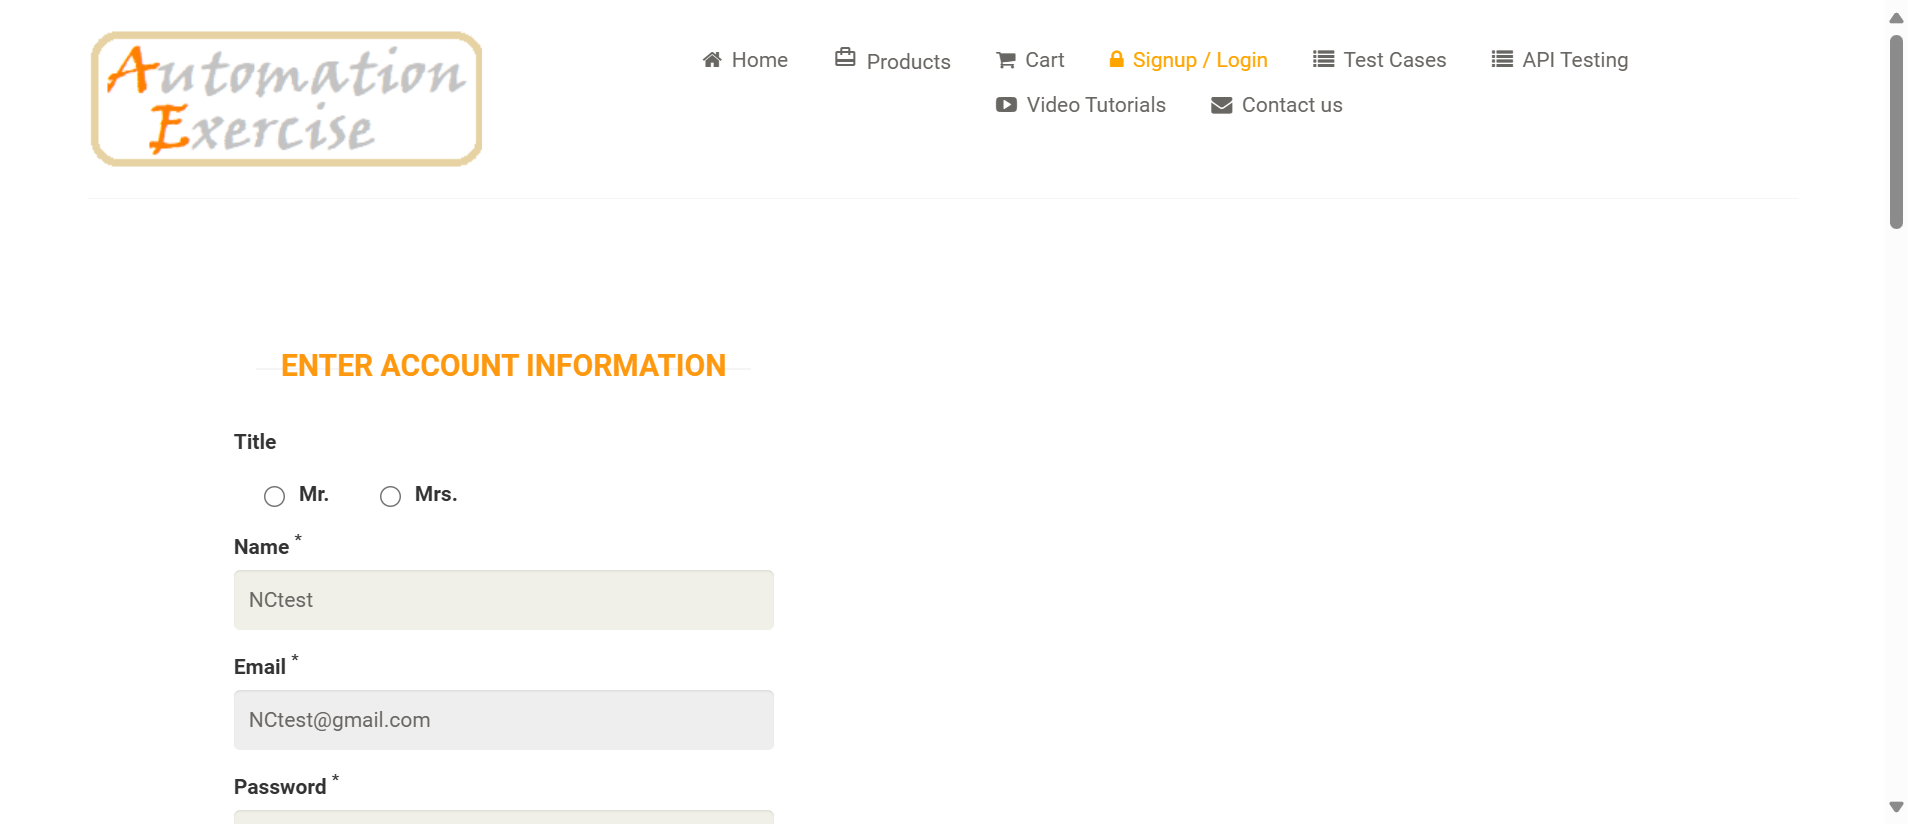 Automation
Exercise
Home Products Cart Signup / Login Test Cases API Testing
Video Tutorials Contact us
ENTER ACCOUNT INFORMATION
Title
Mr. Mrs.
Name *
NCtest
Email *
NCtest@gmail.com
Password *